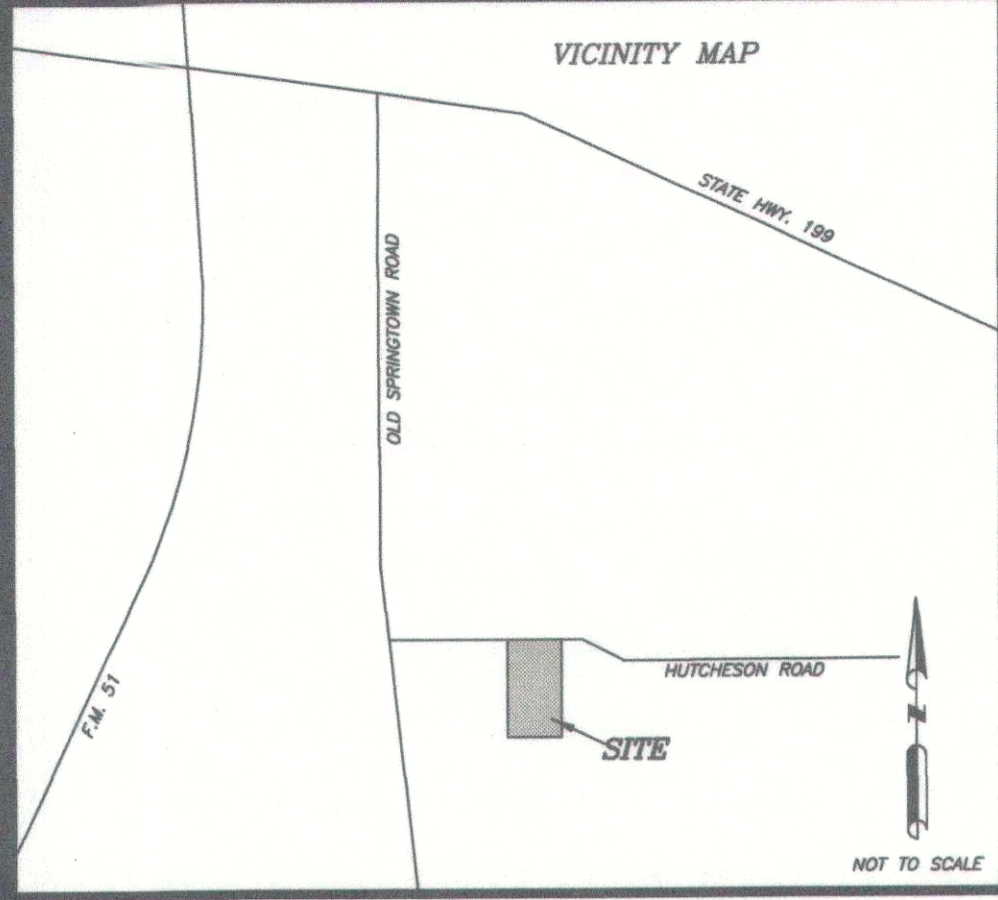 VICINITY MAP
STATE HWY. 199
OLD SPRINGTOWN ROAD
F.M. 51
HUTCHESON ROAD
SITE
N
NOT TO SCALE